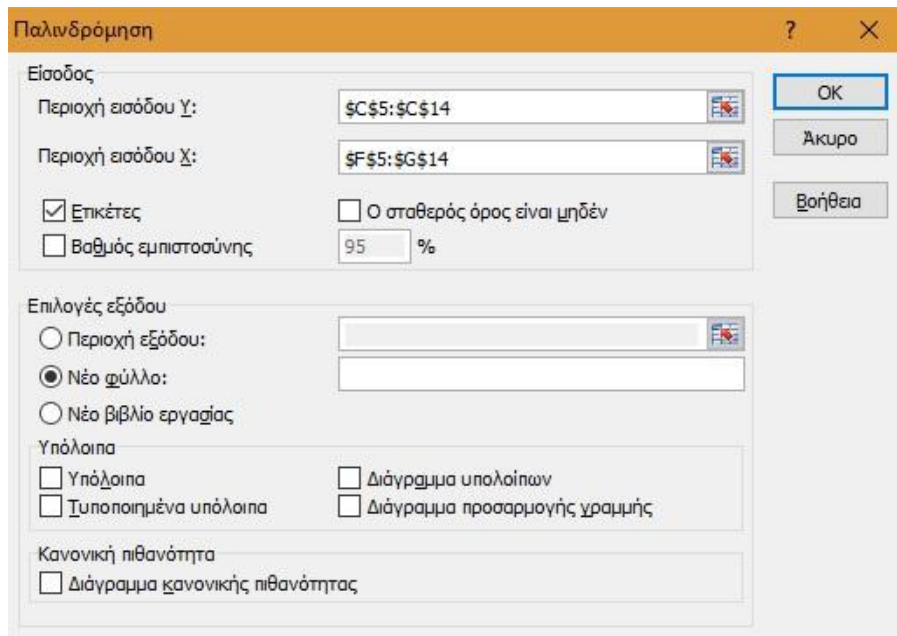 Παλινδρόμηση ? ×
Είσοδος
Περιοχή εισόδου Y: $C$5:$C$14 OK
Περιοχή εισόδου X: $F$5:$G$14 Άκυρο
Ετικέτες Ο σταθερός όρος είναι μηδέν Βοήθεια
Βαθμός εμπιστοσύνης 95 %
Επιλογές εξόδου
Περιοχή εξόδου:
Νέο φύλλο:
Νέο βιβλίο εργασίας
Υπόλοιπα
Υπόλοιπα Διάγραμμα υπολοίπων
Τυποποιημένα υπόλοιπα Διάγραμμα προσαρμογής γραμμής
Κανονική πιθανότητα
Διάγραμμα κανονικής πιθανότητας